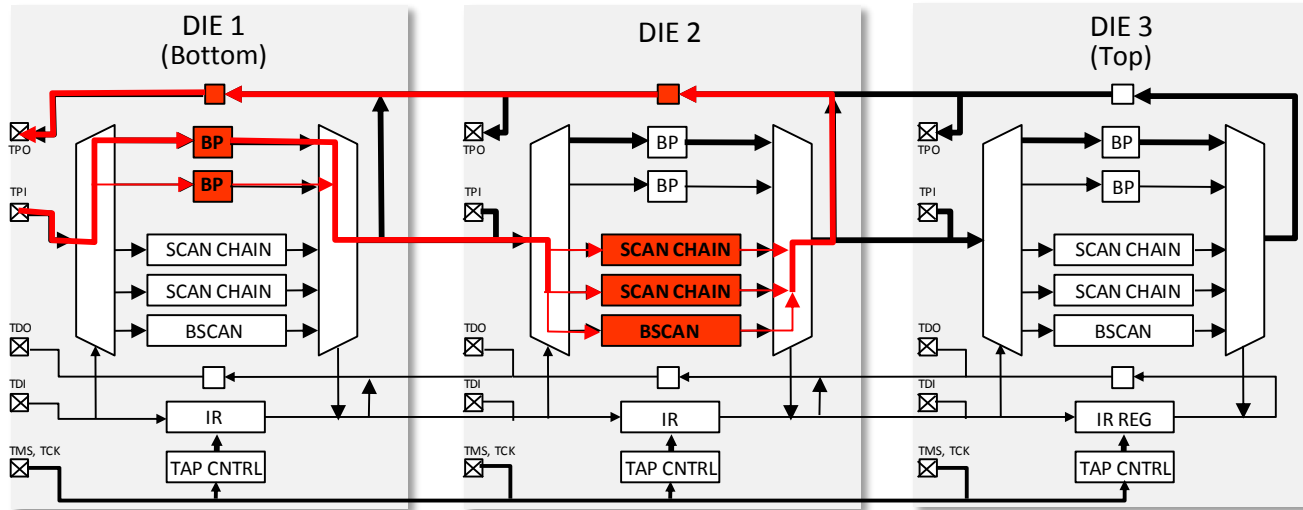 DIE 1
(Bottom)
TPO
TPI
BP
BP
SCAN CHAIN
SCAN CHAIN
BSCAN
TDO
TDI
IR
TMS, TCK
TAP CNTRL
DIE 2
TPO
TPI
BP
BP
SCAN CHAIN
SCAN CHAIN
BSCAN
TDO
TDI
IR
TMS, TCK
TAP CNTRL
DIE 3
(Top)
TPO
TPI
BP
BP
SCAN CHAIN
SCAN CHAIN
BSCAN
TDO
TDI
IR REG
TMS, TCK
TAP CNTRL